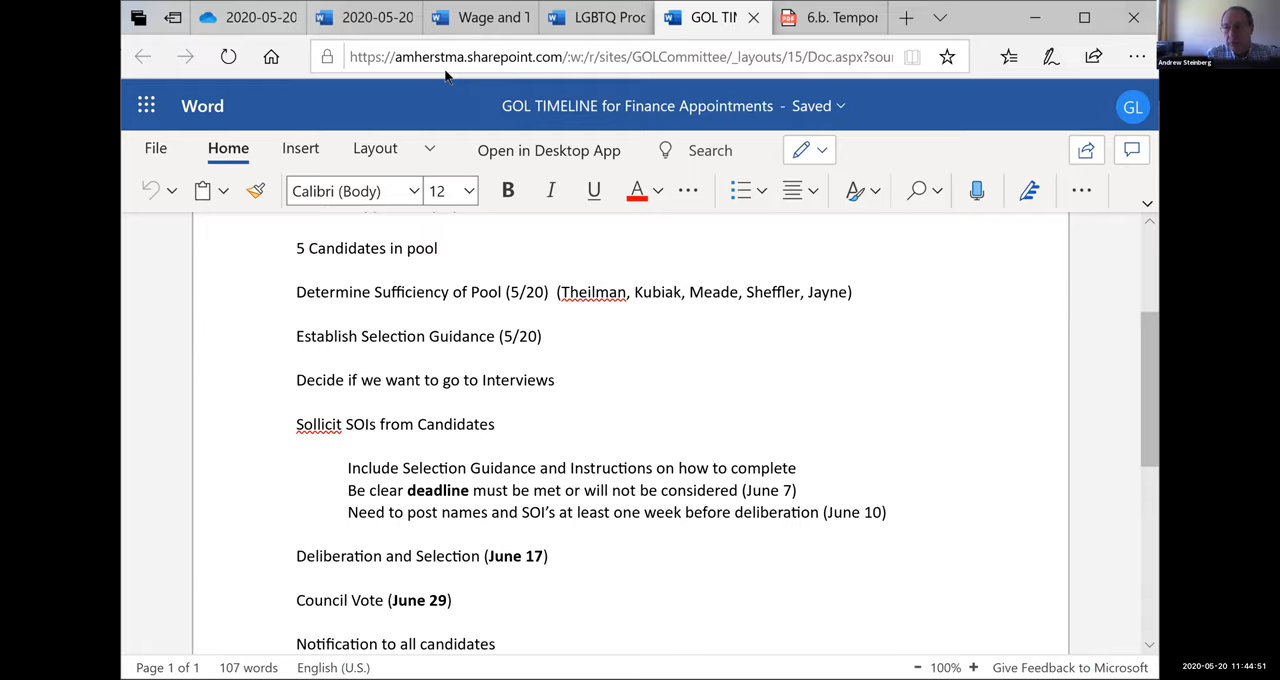 2020-05-20
2020-05-20
Wage and T
LGBTQ Proc
GOL TIM
6.b. Tempor
Andrew Steinberg
https://amherstma.sharepoint.com/:w:/r/sites/GOLCommittee/_layouts/15/Doc.aspx?sour
Word
GOL TIMELINE for Finance Appointments - Saved
GL
File
Home
Insert
Layout
Open in Desktop App
Search
Calibri (Body)
12
B
I
U
A
5 Candidates in pool
Determine Sufficiency of Pool (5/20) (Theilman, Kubiak, Meade, Sheffler, Jayne)
Establish Selection Guidance (5/20)
Decide if we want to go to Interviews
Sollicit SOIs from Candidates
Include Selection Guidance and Instructions on how to complete
Be clear deadline must be met or will not be considered (June 7)
Need to post names and SOI's at least one week before deliberation (June 10)
Deliberation and Selection (June 17)
Council Vote (June 29)
Notification to all candidates
Page 1 of 1
107 words
English (U.S.)
- 100% +
Give Feedback to Microsoft
2020-05-20 11:44:51